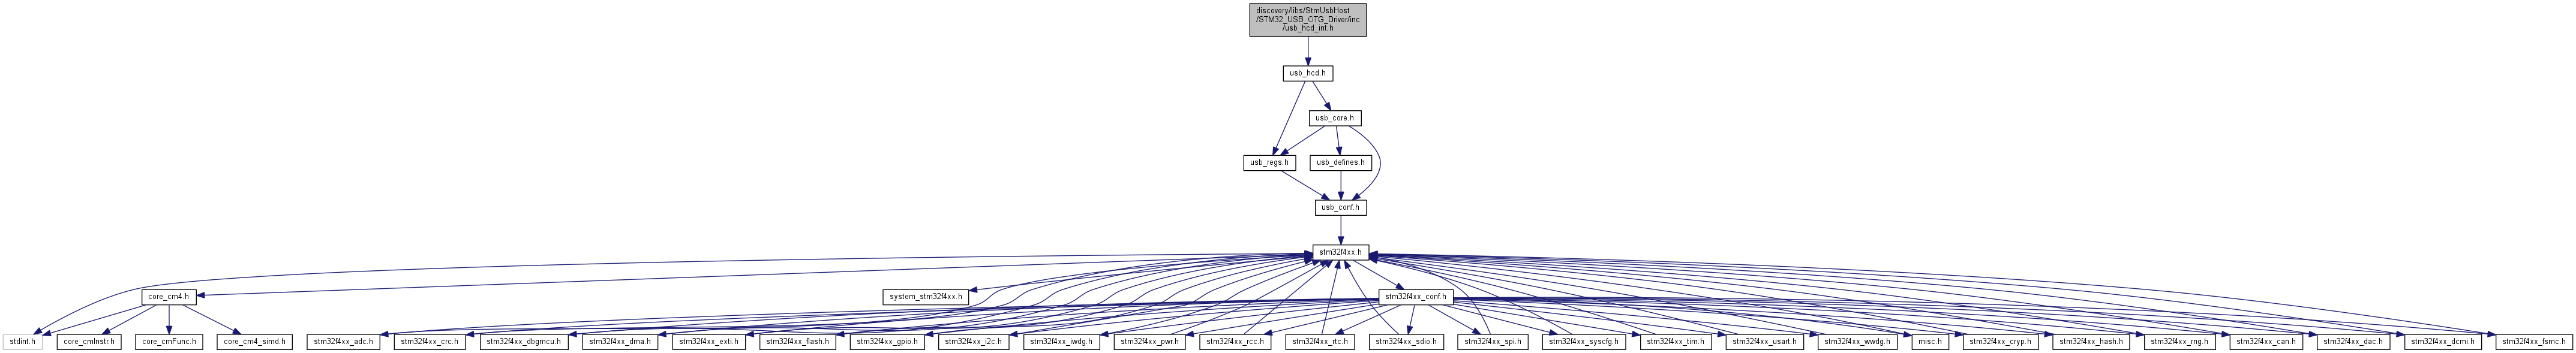 discovery/libs/StmUsbHost
/STM32_USB_OTG_Driver/inc
/usb_hcd_int.h
usb_hcd.h
usb_core.h
usb_regs.h
usb_defines.h
usb_conf.h
stm32f4xx.h
core_cm4.h
system_stm32f4xx.h
stm32f4xx_conf.h
stdint.h
core_cmInstr.h
core_cmFunc.h
core_cm4_simd.h
stm32f4xx_adc.h
stm32f4xx_crc.h
stm32f4xx_dbgmcu.h
stm32f4xx_dma.h
stm32f4xx_exti.h
stm32f4xx_flash.h
stm32f4xx_gpio.h
stm32f4xx_i2c.h
stm32f4xx_iwdg.h
stm32f4xx_pwr.h
stm32f4xx_rcc.h
stm32f4xx_rtc.h
stm32f4xx_sdio.h
stm32f4xx_spi.h
stm32f4xx_syscfg.h
stm32f4xx_tim.h
stm32f4xx_usart.h
stm32f4xx_wwdg.h
misc.h
stm32f4xx_cryp.h
stm32f4xx_hash.h
stm32f4xx_rng.h
stm32f4xx_can.h
stm32f4xx_dac.h
stm32f4xx_dcmi.h
stm32f4xx_fsmc.h